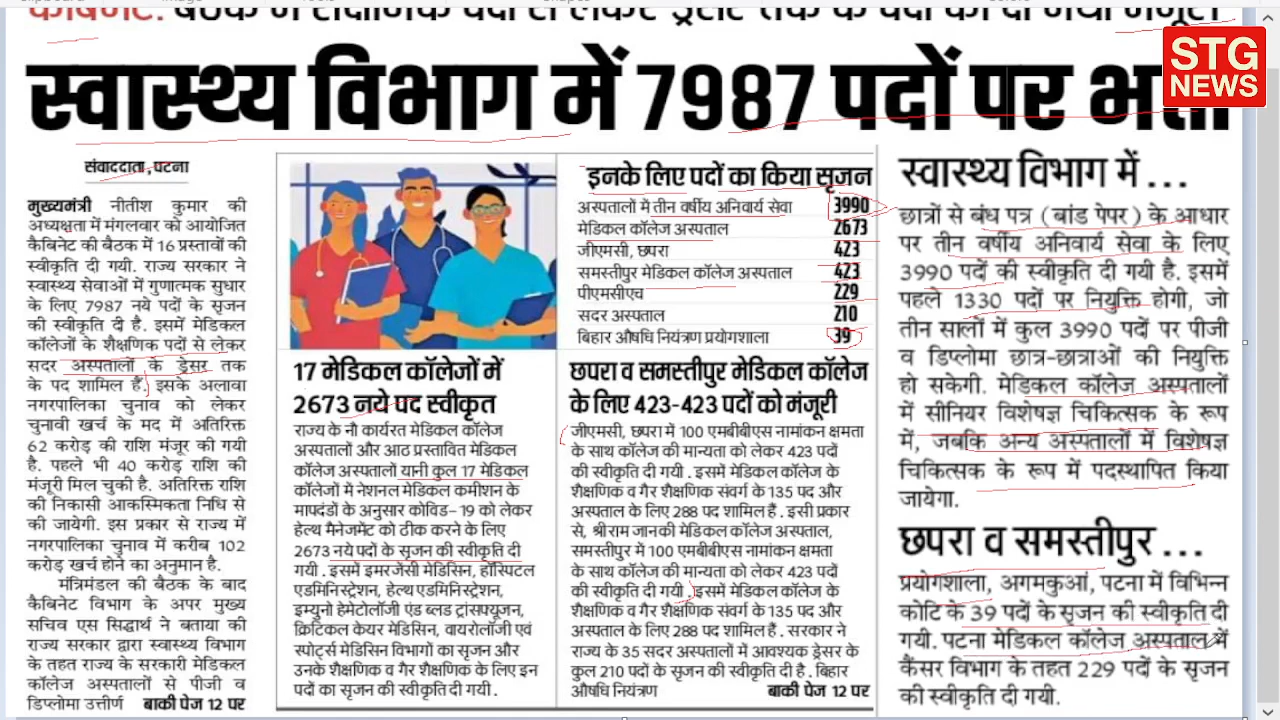 कैबिनेट: बैठक में शैक्षणिक पदों से लेकर ड्रेसर तक के पदों को दी गयी मंजूरी
STG
NEWS
स्वास्थ्य विभाग में 7987 पदों पर भर्ती
संवाददाता, पटना
मुख्यमंत्री नीतीश कुमार की
अध्यक्षता में मंगलवार को आयोजित
कैबिनेट की बैठक में 16 प्रस्तावों की
स्वीकृति दी गयी. राज्य सरकार ने
स्वास्थ्य सेवाओं में गुणात्मक सुधार
के लिए 7987 नये पदों के सृजन
की स्वीकृति दी है. इसमें मेडिकल
कॉलेजों के शैक्षणिक पदों से लेकर
सदर अस्पतालों के ड्रेसर तक
के पद शामिल हैं. इसके अलावा
नगरपालिका चुनाव को लेकर
चुनावी खर्च के मद में अतिरिक्त
62 करोड़ की राशि मंजूर की गयी
है. पहले भी 40 करोड़ राशि की
मंजूरी मिल चुकी है. अतिरिक्त राशि
की निकासी आकस्मिकता निधि से
की जायेगी. इस प्रकार से राज्य में
नगरपालिका चुनाव में करीब 102
करोड़ खर्च होने का अनुमान है.
मंत्रिमंडल की बैठक के बाद
कैबिनेट विभाग के अपर मुख्य
सचिव एस सिद्धार्थ ने बताया की
राज्य सरकार द्वारा स्वास्थ्य विभाग
के तहत राज्य के सरकारी मेडिकल
कॉलेज अस्पतालों से पीजी व
डिप्लोमा उत्तीर्ण बाकी पेज 12 पर
इनके लिए पदों का किया सृजन
अस्पतालों में तीन वर्षीय अनिवार्य सेवा 3990
मेडिकल कॉलेज अस्पताल 2673
जीएमसी, छपरा 423
समस्तीपुर मेडिकल कॉलेज अस्पताल 423
पीएमसीएच 229
सदर अस्पताल 210
बिहार औषधि नियंत्रण प्रयोगशाला 39
17 मेडिकल कॉलेजों में
2673 नये पद स्वीकृत
राज्य के नौ कार्यरत मेडिकल कॉलेज
अस्पतालों और आठ प्रस्तावित मेडिकल
कॉलेज अस्पतालों यानी कुल 17 मेडिकल
कॉलेजों में नेशनल मेडिकल कमीशन के
मापदंडों के अनुसार कोविड-19 को लेकर
हेल्थ मैनेजमेंट को ठीक करने के लिए
2673 नये पदों के सृजन की स्वीकृति दी
गयी . इसमें इमरजेंसी मेडिसिन, हॉस्पिटल
एडमिनिस्ट्रेशन, हेल्थ एडमिनिस्ट्रेशन,
इम्युनो हेमेटोलॉजी एंड ब्लड ट्रांसफ्यूजन,
क्रिटिकल केयर मेडिसिन, वायरोलॉजी एवं
स्पोर्ट्स मेडिसिन विभागों का सृजन और
उनके शैक्षणिक व गैर शैक्षणिक के लिए इन
पदों का सृजन की स्वीकृति दी गयी .
छपरा व समस्तीपुर मेडिकल कॉलेज
के लिए 423-423 पदों को मंजूरी
जीएमसी, छपरा में 100 एमबीबीएस नामांकन क्षमता
के साथ कॉलेज की मान्यता को लेकर 423 पदों
की स्वीकृति दी गयी . इसमें मेडिकल कॉलेज के
शैक्षणिक व गैर शैक्षणिक संवर्ग के 135 पद और
अस्पताल के लिए 288 पद शामिल हैं . इसी प्रकार
से, श्रीराम जानकी मेडिकल कॉलेज अस्पताल,
समस्तीपुर में 100 एमबीबीएस नामांकन क्षमता
के साथ कॉलेज की मान्यता को लेकर 423 पदों
की स्वीकृति दी गयी . इसमें मेडिकल कॉलेज के
शैक्षणिक व गैर शैक्षणिक संवर्ग के 135 पद और
अस्पताल के लिए 288 पद शामिल हैं . सरकार ने
राज्य के 35 सदर अस्पतालों में आवश्यक ड्रेसर के
कुल 210 पदों के सृजन की स्वीकृति दी है . बिहार
औषधि नियंत्रण बाकी पेज 12 पर
स्वास्थ्य विभाग में ...
छात्रों से बंध पत्र (बांड पेपर) के आधार
पर तीन वर्षीय अनिवार्य सेवा के लिए
3990 पदों की स्वीकृति दी गयी है. इसमें
पहले 1330 पदों पर नियुक्ति होगी, जो
तीन सालों में कुल 3990 पदों पर पीजी
व डिप्लोमा छात्र-छात्राओं की नियुक्ति
हो सकेगी. मेडिकल कॉलेज अस्पतालों
में सीनियर विशेषज्ञ चिकित्सक के रूप
में, जबकि अन्य अस्पतालों में विशेषज्ञ
चिकित्सक के रूप में पदस्थापित किया
जायेगा.
छपरा व समस्तीपुर ...
प्रयोगशाला, अगमकुआं, पटना में विभिन्न
कोटि के 39 पदों के सृजन की स्वीकृति दी
गयी. पटना मेडिकल कॉलेज अस्पताल में
कैंसर विभाग के तहत 229 पदों के सृजन
की स्वीकृति दी गयी.